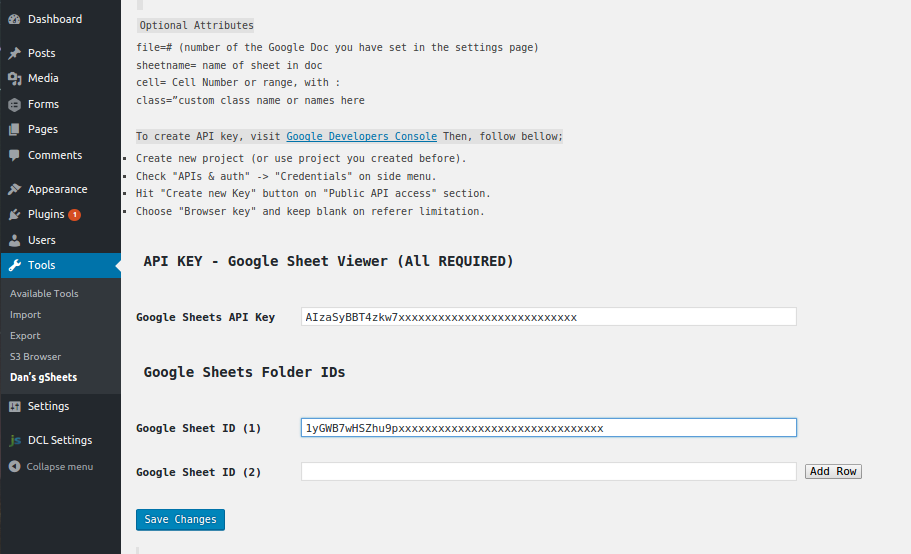 Dashboard
Posts
Media
Forms
Pages
Comments
Appearance
Plugins 1
Users
Tools
Available Tools
Import
Export
S3 Browser
Dan's gSheets
Settings
js DCL Settings
Collapse menu
Optional Attributes
file=# (number of the Google Doc you have set in the settings page)
sheetname= name of sheet in doc
cell= Cell Number or range, with :
class=”custom class name or names here
To create API key, visit Google Developers Console Then, follow bellow;
Create new project (or use project you created before).
Check "APIs & auth" -> "Credentials" on side menu.
Hit "Create new Key" button on "Public API access" section.
Choose "Browser key" and keep blank on referer limitation.
API KEY - Google Sheet Viewer (All REQUIRED)
Google Sheets API Key AIzaSyBBT4zkw7xxxxxxxxxxxxxxxxxxxxxxxxxxx
Google Sheets Folder IDs
Google Sheet ID (1) 1yGWB7wHSZhu9pxxxxxxxxxxxxxxxxxxxxxxxxxxxxxxx
Google Sheet ID (2) Add Row
Save Changes